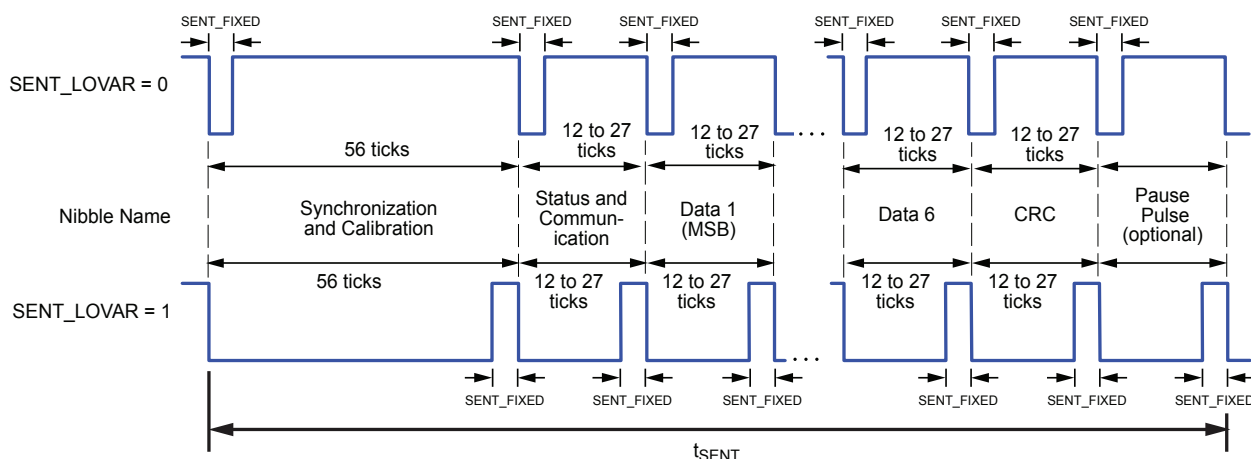 SENT_FIXED SENT_FIXED SENT_FIXED SENT_FIXED SENT_FIXED SENT_FIXED
SENT_LOVAR = 0
56 ticks
12 to 27
ticks
12 to 27
ticks
. . .
12 to 27
ticks
12 to 27
ticks
Nibble Name
Synchronization
and Calibration
Status and
Commun-
ication
Data 1
(MSB)
Data 6
CRC
Pause
Pulse
(optional)
SENT_LOVAR = 1
56 ticks
12 to 27
ticks
12 to 27
ticks
. . .
12 to 27
ticks
12 to 27
ticks
SENT_FIXED SENT_FIXED SENT_FIXED SENT_FIXED SENT_FIXED SENT_FIXED
tSENT